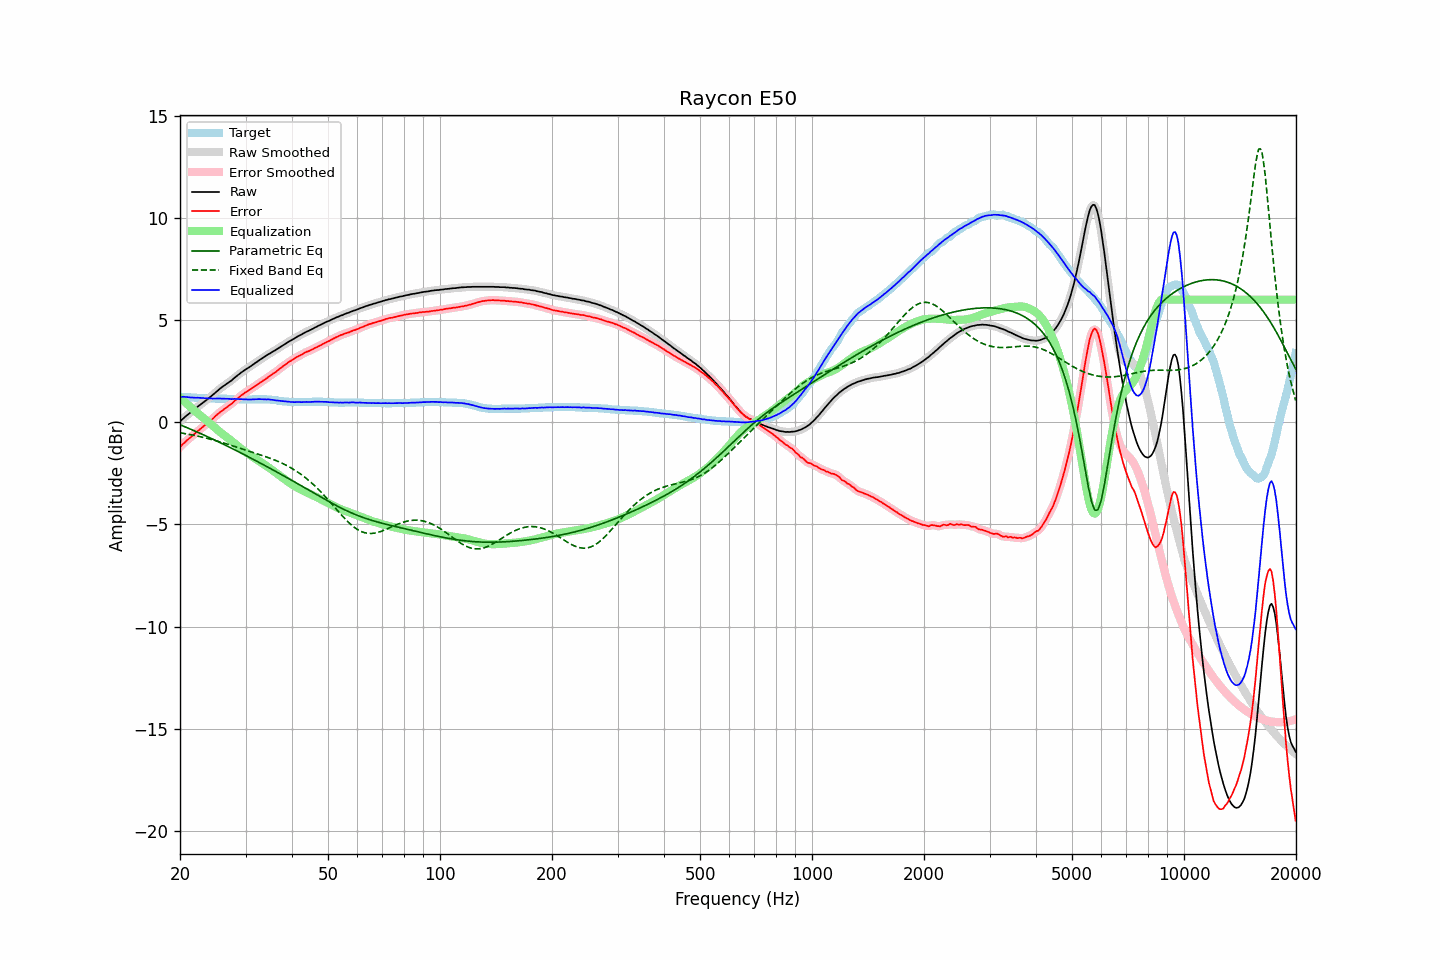 Raycon E50
Amplitude (dBr)
15
10
5
0
−5
−10
−15
−20
Target
Raw Smoothed
Error Smoothed
Raw
Error
Equalization
Parametric Eq
Fixed Band Eq
Equalized
20 50 100 200 500 1000 2000 5000 10000 20000
Frequency (Hz)